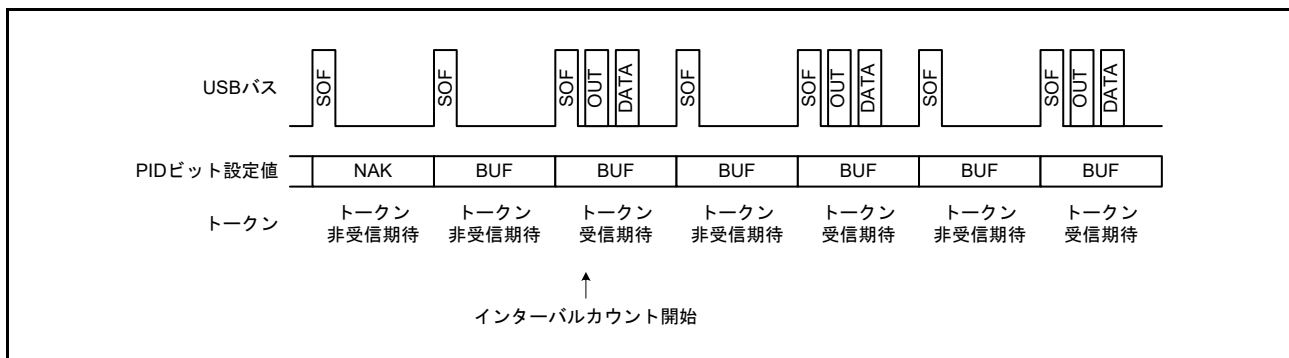 USBバス
SOF SOF SOF OUT DATA SOF SOF OUT DATA SOF SOF OUT DATA
PIDビット設定値 NAK BUF BUF BUF BUF BUF BUF
トークン トークン トークン トークン トークン トークン トークン トークン
非受信期待 非受信期待 受信期待 非受信期待 受信期待 非受信期待 受信期待
インターバルカウント開始